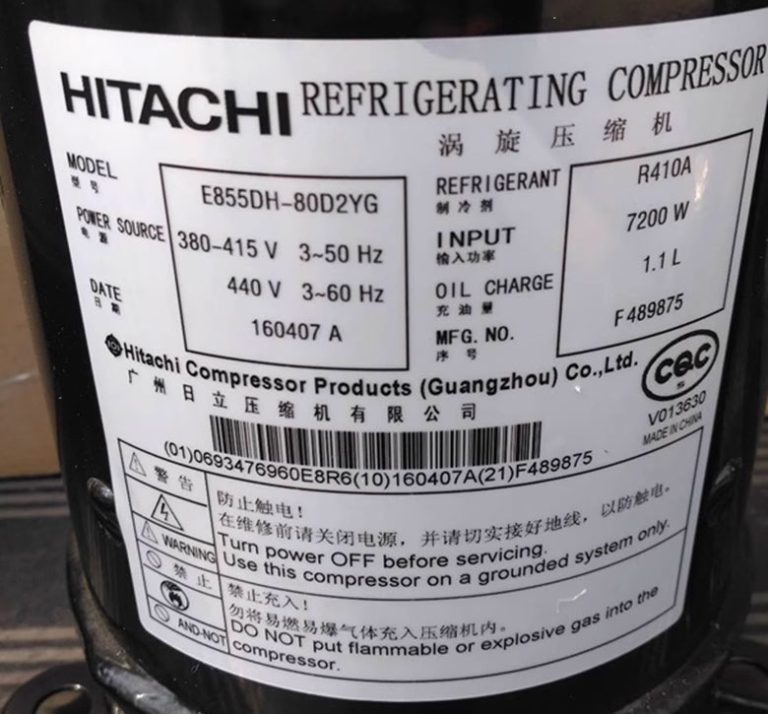 HITACHI REFRIGERATING COMPRESSOR
涡旋压缩机
MODEL E855DH-80D2YG
型号
POWER SOURCE 380-415 V 3~50 Hz
电源
440 V 3~60 Hz
DATE 160407 A
日期
REFRIGERANT R410A
制冷剂
INPUT 7200 W
输入功率
OIL CHARGE 1.1 L
充油量
MFG. NO. F489875
序号
Hitachi Compressor Products (Guangzhou) Co.,Ltd.
广州日立压缩机有限公司
CQC
S
V013630
MADE IN CHINA
(01)0693476960E8R6(10)160407A(21)F489875
警告
WARNING
防止触电！
在维修前请关闭电源，并请切实接好地线，以防触电。
Turn power OFF before servicing.
Use this compressor on a grounded system only.
禁止
AND-NOT
禁止充入！
勿将易燃易爆气体充入压缩机内。
DO NOT put flammable or explosive gas into the
compressor.